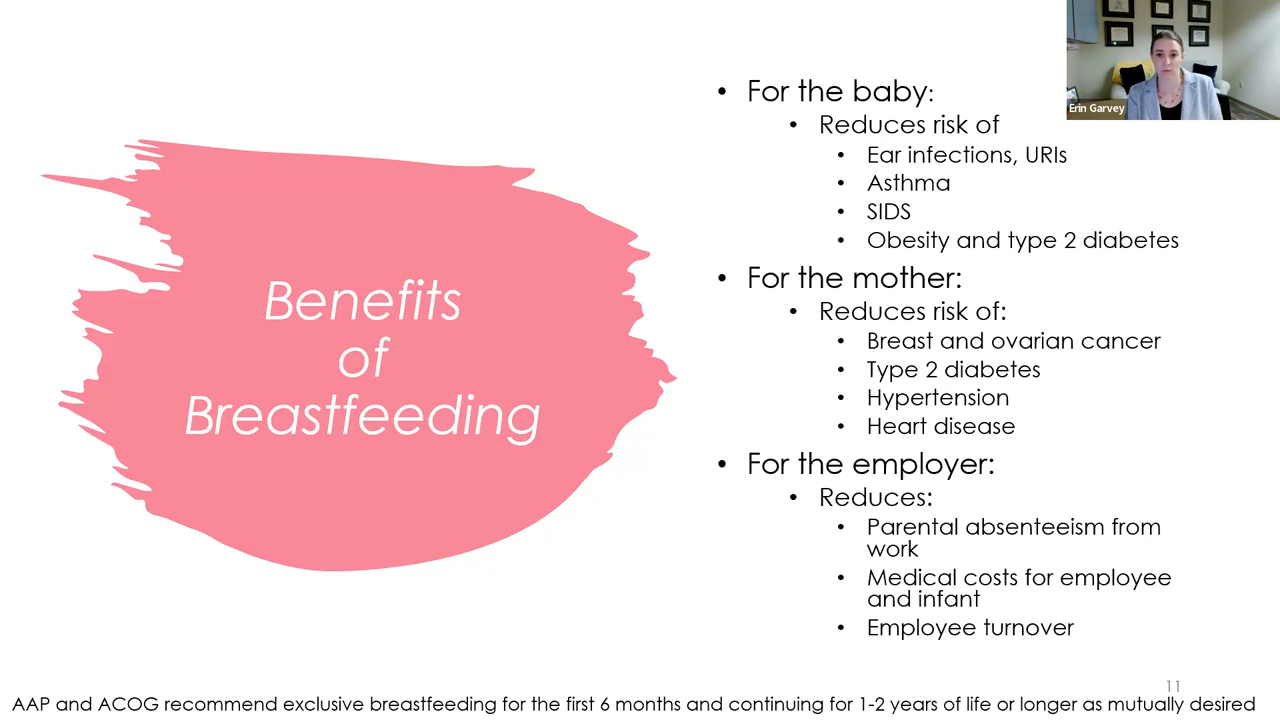 Erin Garvey
Benefits
of
Breastfeeding
• For the baby:
• Reduces risk of
• Ear infections, URIs
• Asthma
• SIDS
• Obesity and type 2 diabetes
• For the mother:
• Reduces risk of:
• Breast and ovarian cancer
• Type 2 diabetes
• Hypertension
• Heart disease
• For the employer:
• Reduces:
• Parental absenteeism from
work
• Medical costs for employee
and infant
• Employee turnover
11
AAP and ACOG recommend exclusive breastfeeding for the first 6 months and continuing for 1-2 years of life or longer as mutually desired